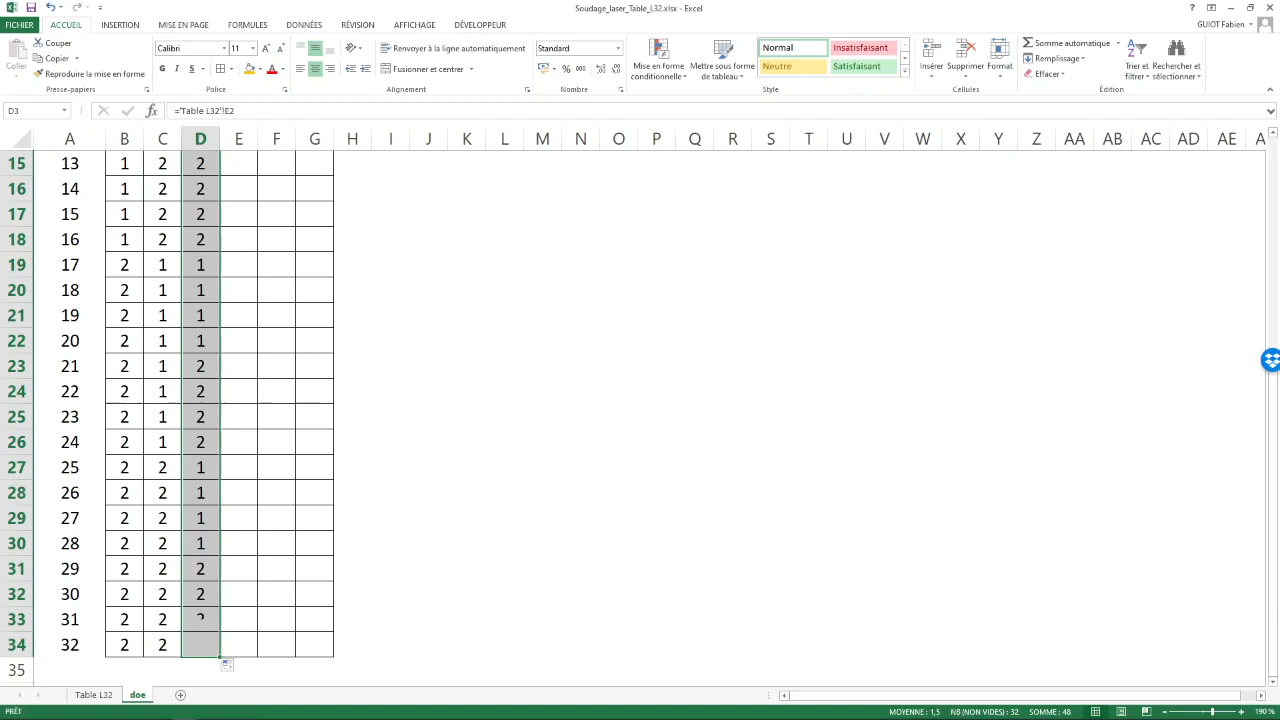 Soudage_laser_Table_L32.xlsx - Excel
FICHIER ACCUEIL INSERTION MISE EN PAGE FORMULES DONNÉES RÉVISION AFFICHAGE DÉVELOPPEUR GUIOT Fabien
Coller
Couper
Copier
Reproduce la mise en forme
Presse-papiers
Calibri 11
G I S
Police
Renvoyer à la ligne automatiquement
Fusionner et centrer
Alignement
Standard
% 000
Nombre
Mise en forme conditionnelle
Mettre sous forme de tableau
Normal Insatisfaisant
Neutre Satisfaisant
Style
Insérer Supprimer Format
Cellules
Somme automatique
Remplissage
Effacer
Trier et filtrer
Rechercher et sélectionner
Édition
D3 fx ='Table L32'!E2
A B C D E F G H I J K L M N O P Q R S T U V W X Y Z AA AB AC AD AE A
15 13 1 2 2
16 14 1 2 2
17 15 1 2 2
18 16 1 2 2
19 17 2 1 1
20 18 2 1 1
21 19 2 1 1
22 20 2 1 1
23 21 2 1 2
24 22 2 1 2
25 23 2 1 2
26 24 2 1 2
27 25 2 2 1
28 26 2 2 1
29 27 2 2 1
30 28 2 2 1
31 29 2 2 2
32 30 2 2 2
33 31 2 2
34 32 2 2
35
Table L32 doe
PRÊT MOYENNE : 1,5 NB (NON VIDES) : 32 SOMME : 48 190 %